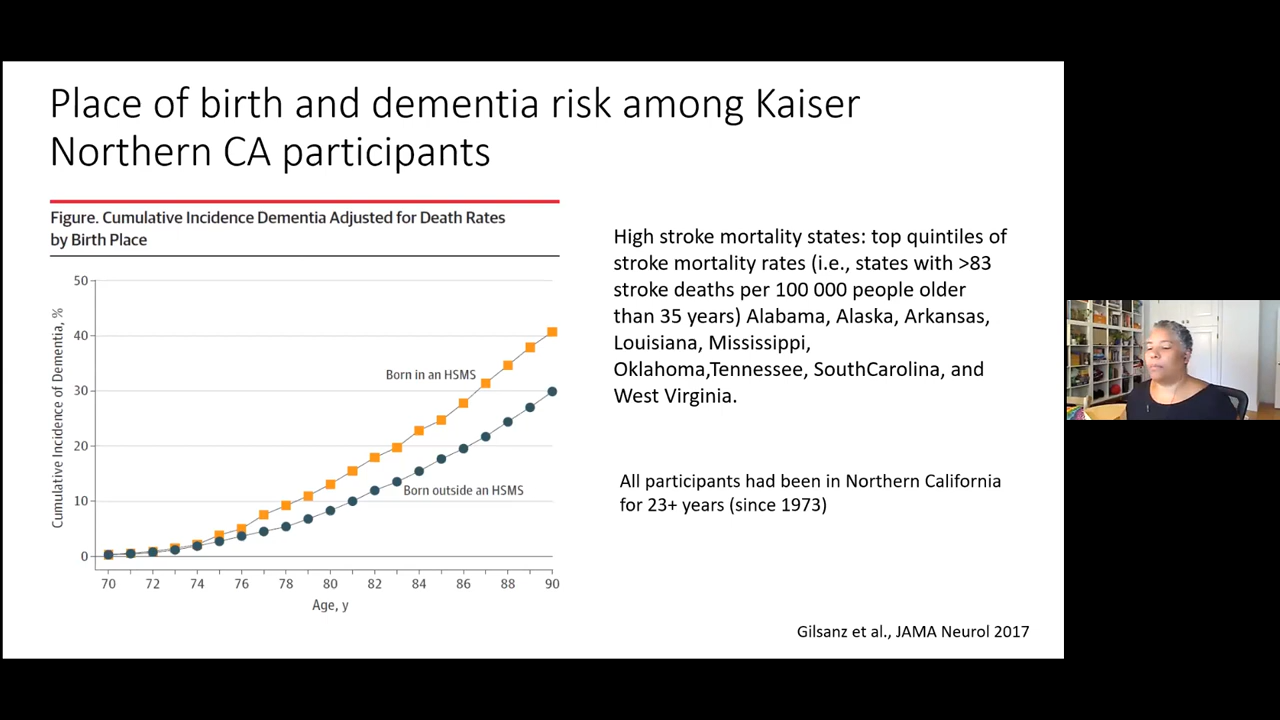 Place of birth and dementia risk among Kaiser
Northern CA participants
Figure. Cumulative Incidence Dementia Adjusted for Death Rates
by Birth Place
50
40
30
20
10
0
Cumulative Incidence of Dementia, %
Born in an HSMS
Born outside an HSMS
70 72 74 76 78 80 82 84 86 88 90
Age, y
High stroke mortality states: top quintiles of
stroke mortality rates (i.e., states with >83
stroke deaths per 100 000 people older
than 35 years) Alabama, Alaska, Arkansas,
Louisiana, Mississippi,
Oklahoma,Tennessee, SouthCarolina, and
West Virginia.
All participants had been in Northern California
for 23+ years (since 1973)
Gilsanz et al., JAMA Neurol 2017